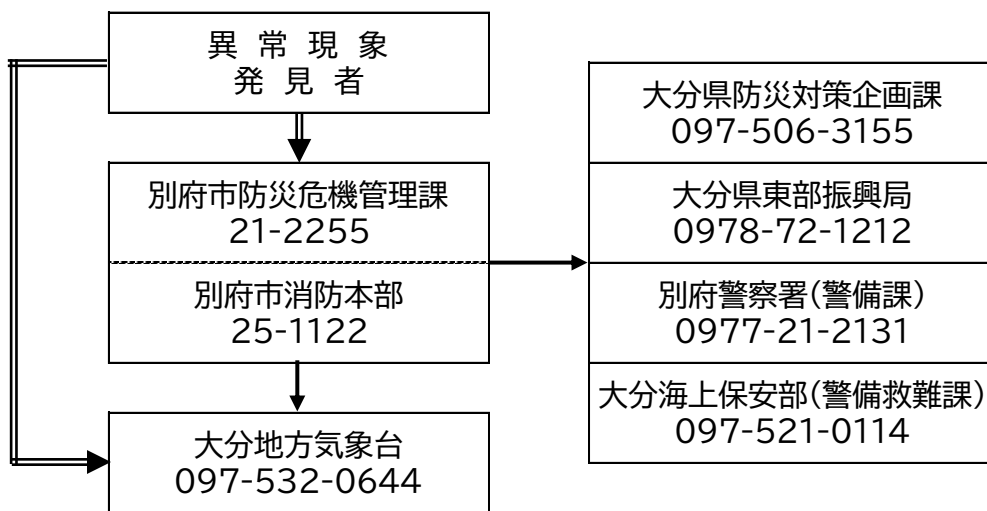 異常現象
発見者
別府市防災危機管理課
21-2255
別府市消防本部
25-1122
大分地方気象台
097-532-0644
大分県防災対策企画課
097-506-3155
大分県東部振興局
0978-72-1212
別府警察署(警備課)
0977-21-2131
大分海上保安部(警備救難課)
097-521-0114